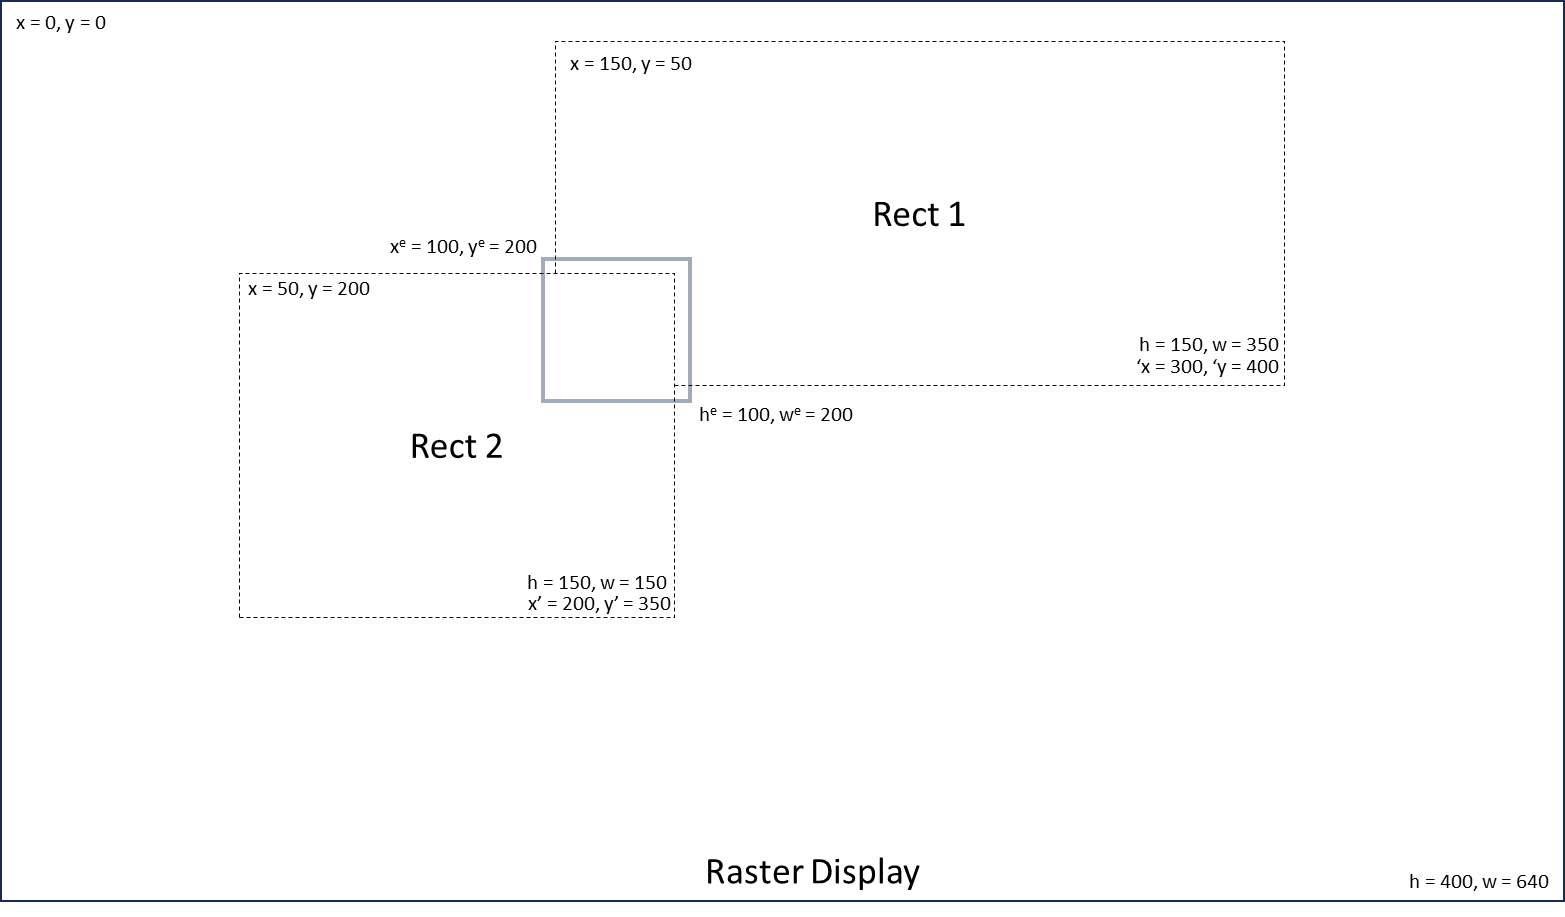 x = 0, y = 0
x = 150, y = 50
Rect 1
xᵉ = 100, yᵉ = 200
x = 50, y = 200
h = 150, w = 350
‘x = 300, ‘y = 400
hᵉ = 100, wᵉ = 200
Rect 2
h = 150, w = 150
x’ = 200, y’ = 350
Raster Display
h = 400, w = 640